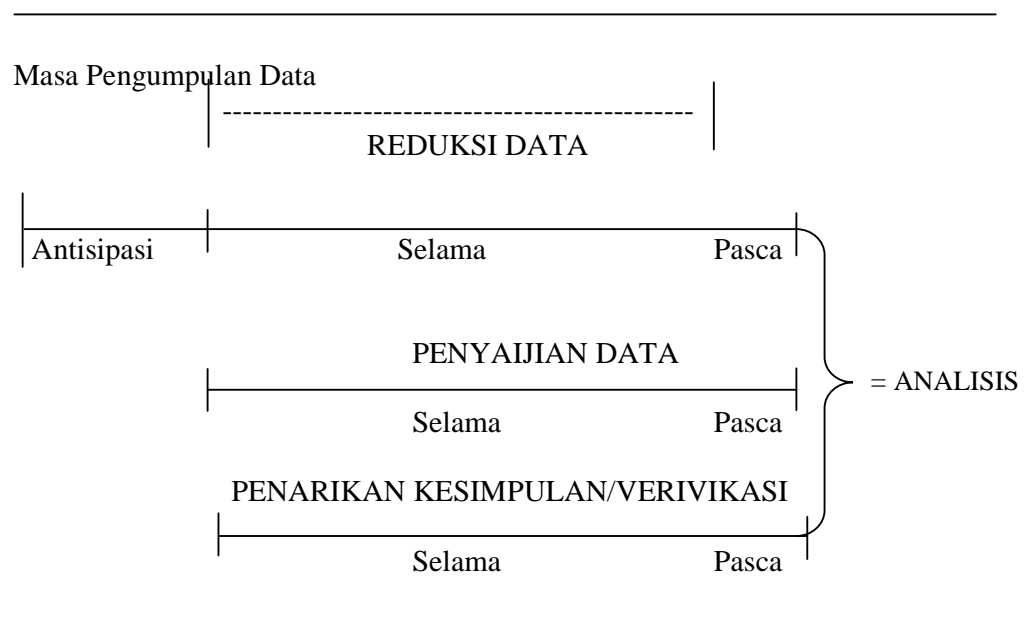 Masa Pengumpulan Data
----------------------------------------------
REDUKSI DATA
Antisipasi Selama Pasca
PENYAIJIAN DATA
= ANALISIS
Selama Pasca
PENARIKAN KESIMPULAN/VERIVIKASI
Selama Pasca